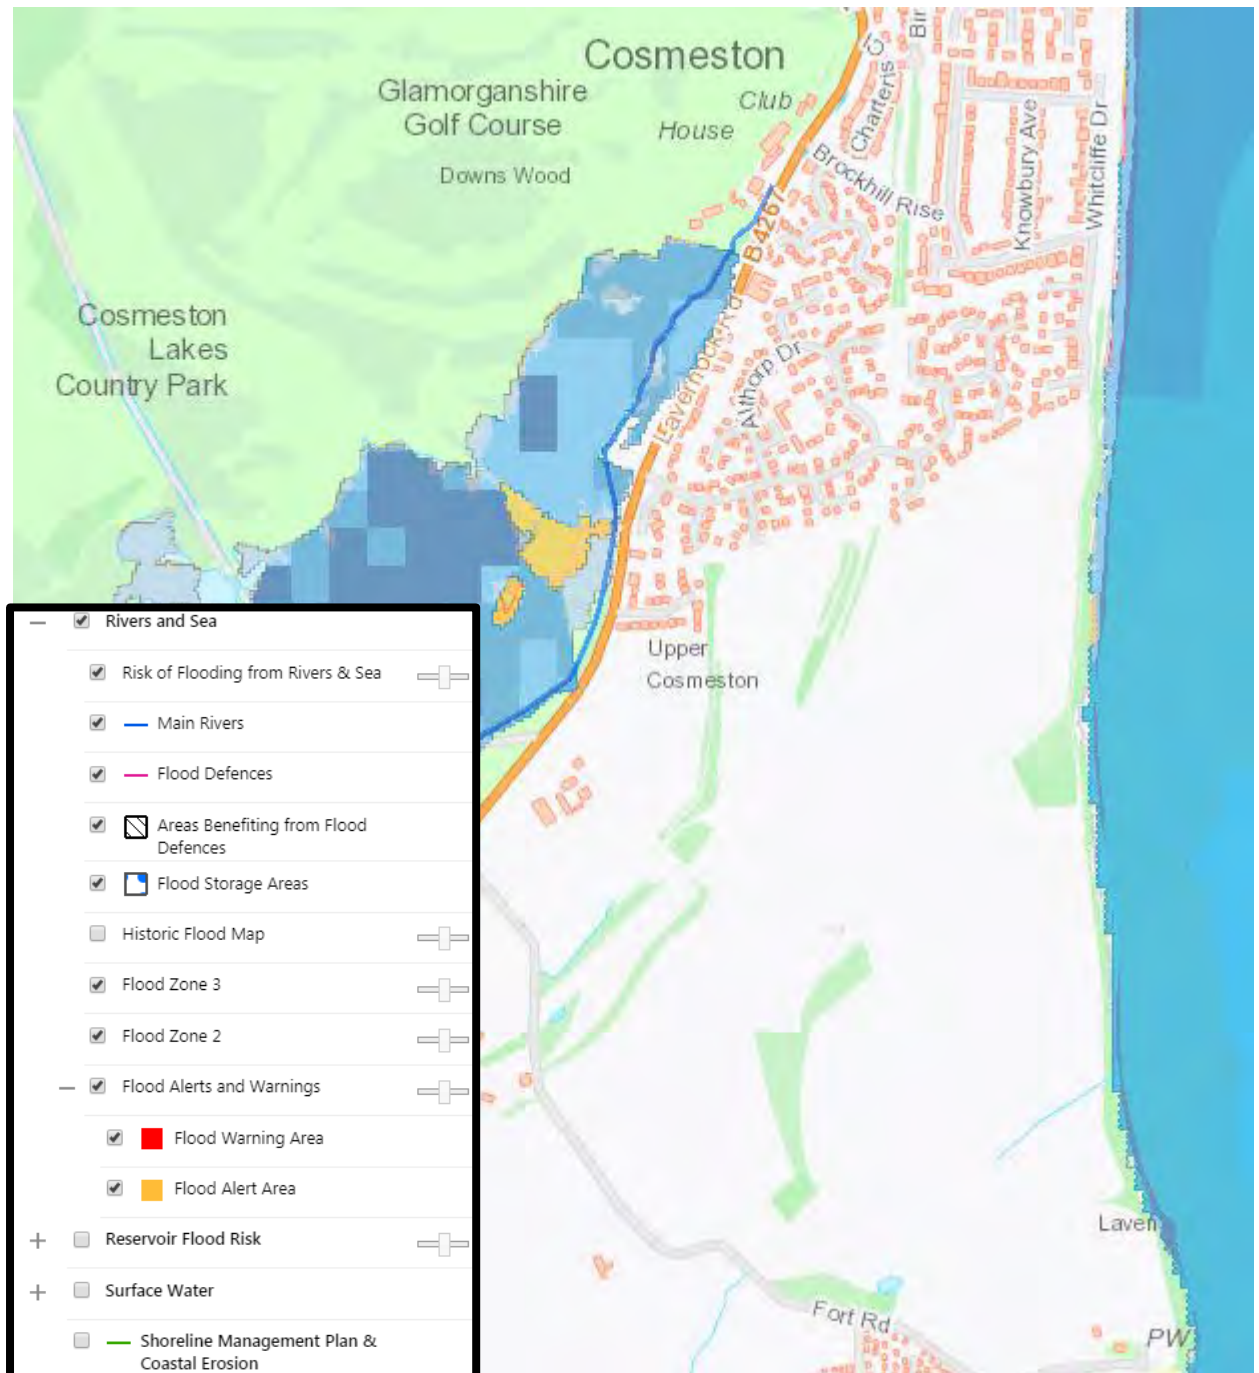 Cosmeston
Glamorganshire
Golf Course
Club
House
Downs Wood
Charteris
Bir
Brockhill Rise
Knowbury Ave
Whitcliffe Dr
B 4267
Cosmeston
Lakes
Country Park
Lavernock Rd
Althorp Dr
Upper
Cosmeston
Rivers and Sea
Risk of Flooding from Rivers & Sea
Main Rivers
Flood Defences
Areas Benefiting from Flood
Defences
Flood Storage Areas
Historic Flood Map
Flood Zone 3
Flood Zone 2
Flood Alerts and Warnings
Flood Warning Area
Flood Alert Area
Reservoir Flood Risk
Surface Water
Shoreline Management Plan &
Coastal Erosion
Laven
Fort Rd
PW